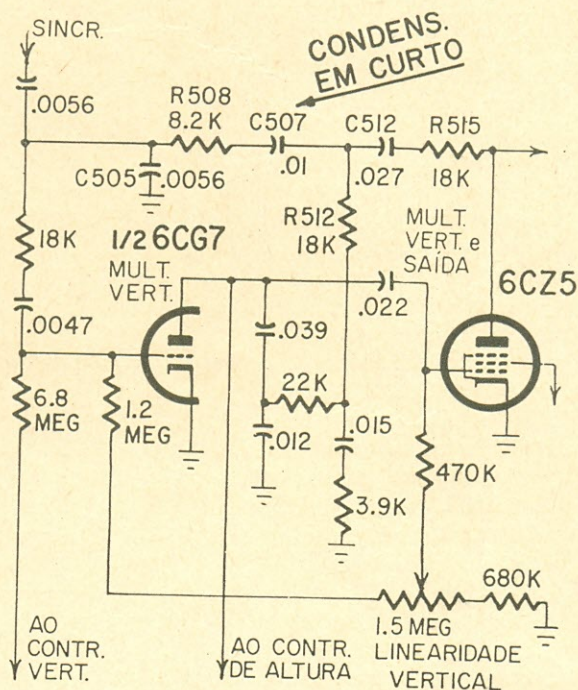 SINCR.
CONDENS.
EM CURTO
.0056
R508
8.2 K
C507
.01
C512
.027
R515
18K
C505
.0056
18K
1/2 6CG7
MULT.
VERT.
R512
18K
MULT.
VERT. e
SAÍDA
6CZ5
.0047
.022
.039
6.8
MEG
1.2
MEG
22K
.012
.015
470K
3.9K
680K
1.5 MEG
LINEARIDADE
VERTICAL
AO
CONTR.
VERT.
AO CONTR.
DE ALTURA